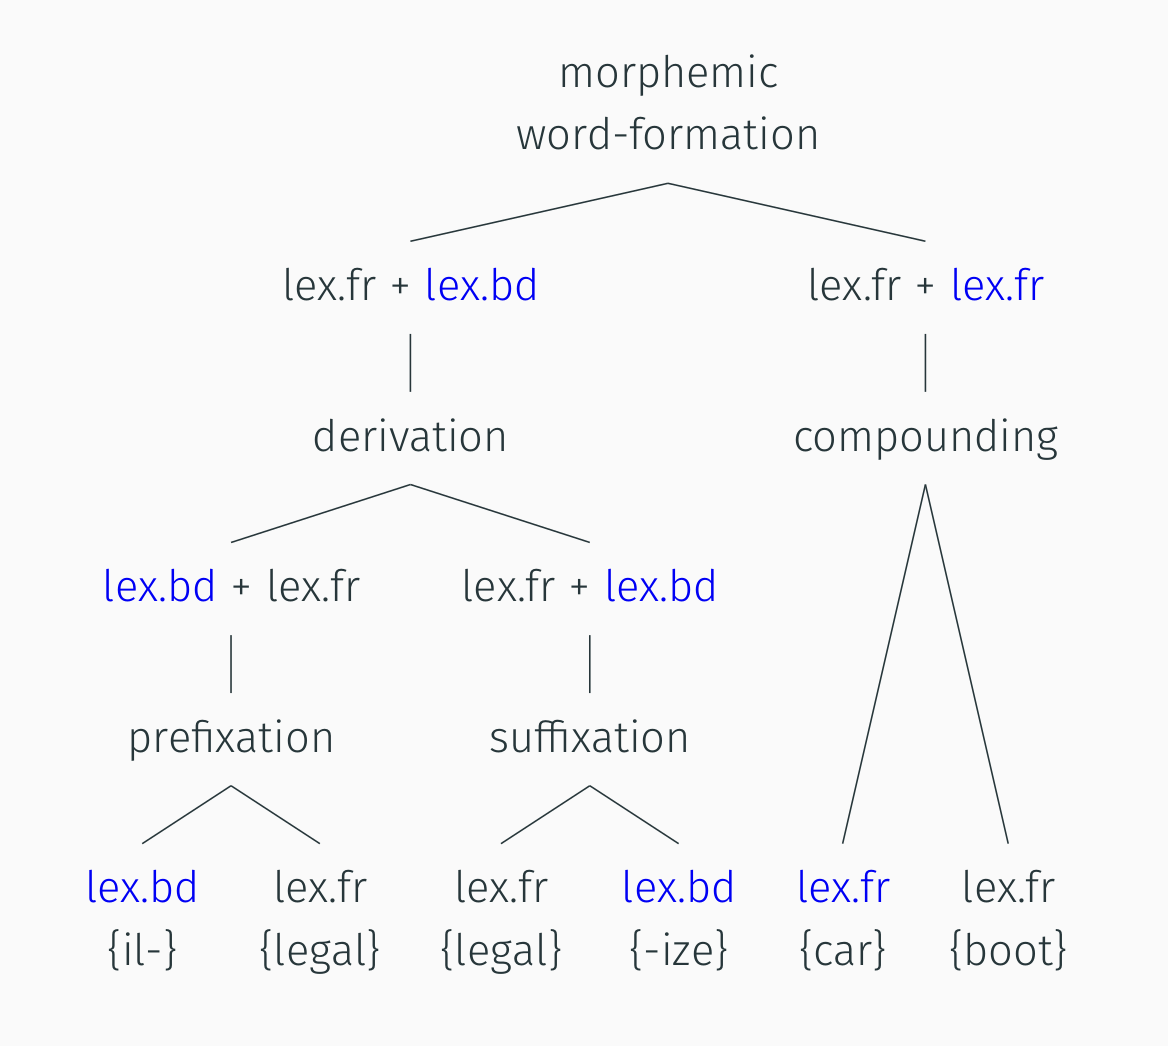 morphemic
word-formation
lex.fr + lex.bd
lex.fr + lex.fr
derivation
compounding
lex.bd + lex.fr
lex.fr + lex.bd
prefixation
suffixation
lex.bd
lex.fr
lex.fr
lex.bd
lex.fr
lex.fr
{il-}
{legal}
{legal}
{-ize}
{car}
{boot}